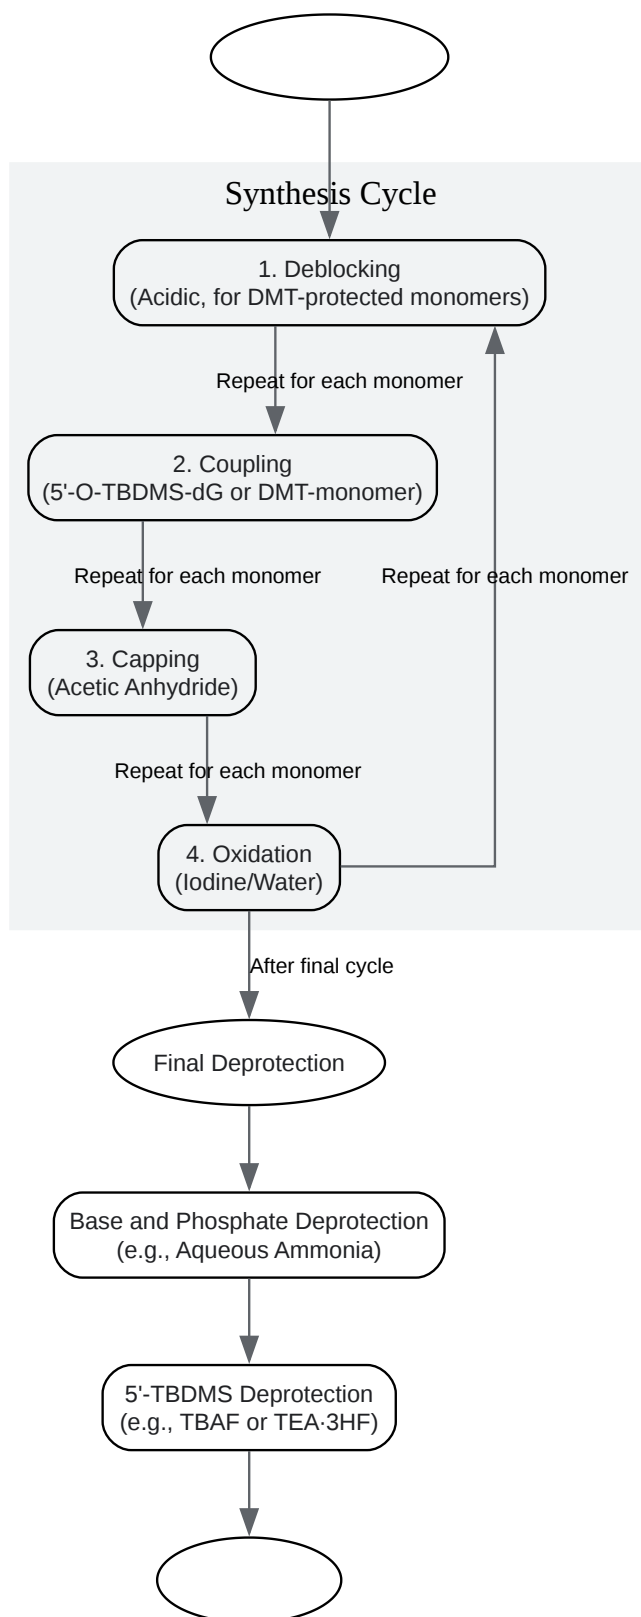 Synthesis Cycle
1. Deblocking
(Acidic, for DMT-protected monomers)
Repeat for each monomer
2. Coupling
(5'-O-TBDMS-dG or DMT-monomer)
Repeat for each monomer
Repeat for each monomer
3. Capping
(Acetic Anhydride)
Repeat for each monomer
4. Oxidation
(Iodine/Water)
After final cycle
Final Deprotection
Base and Phosphate Deprotection
(e.g., Aqueous Ammonia)
5'-TBDMS Deprotection
(e.g., TBAF or TEA·3HF)